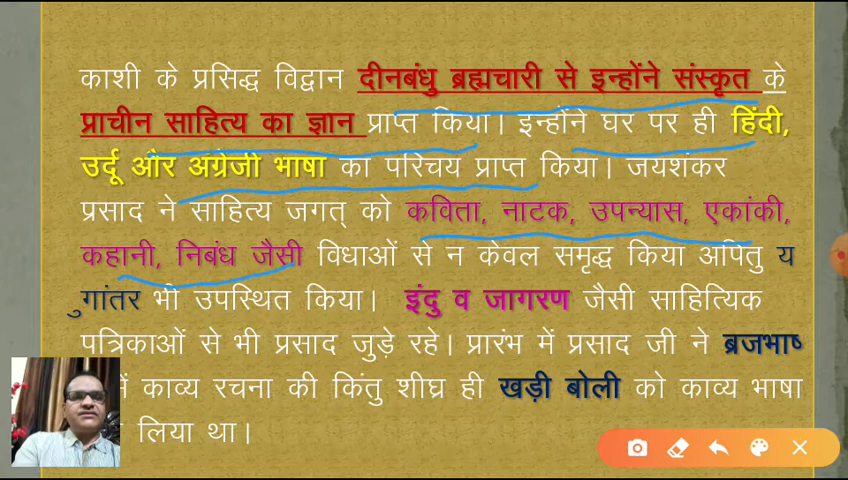 काशी के प्रसिद्ध विद्वान दीनबंधु ब्रह्मचारी से इन्होंने संस्कृत के
प्राचीन साहित्य का ज्ञान प्राप्त किया। इन्होंने घर पर ही हिंदी,
उर्दू और अंग्रेजी भाषा का परिचय प्राप्त किया। जयशंकर
प्रसाद ने साहित्य जगत् को कविता, नाटक, उपन्यास, एकांकी,
कहानी, निबंध जैसी विधाओं से न केवल समृद्ध किया अपितु य
ुगांतर भी उपस्थित किया। इंदु व जागरण जैसी साहित्यिक
पत्रिकाओं से भी प्रसाद जुड़े रहे। प्रारंभ में प्रसाद जी ने
काव्य रचना की किंतु शीघ्र ही खड़ी बोली को काव्य भाषा
लिया था।